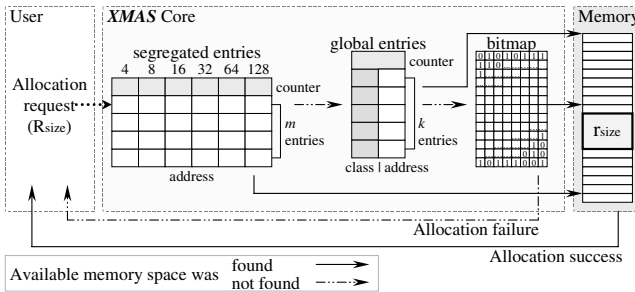 User
XMAS Core
Memory
segregated entries
global entries
bitmap
4 8 16 32 64 128
counter
counter
Allocation
request
(Rsize)
m
entries
k
entries
rsize
class | address
address
Allocation failure
Allocation success
Available memory space was
found
not found